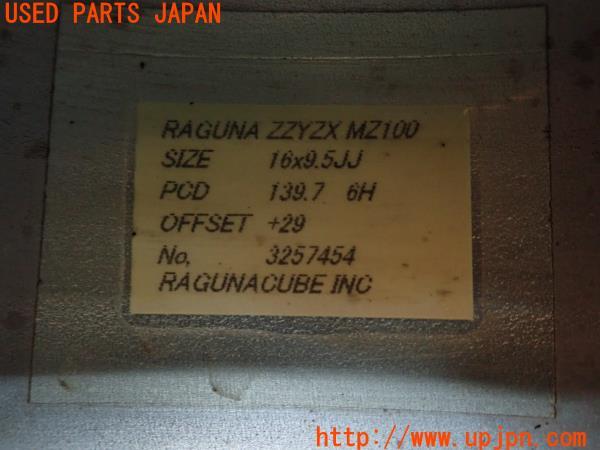 USED PARTS JAPAN
RAGUNA ZZYZX MZ100
SIZE 16x9.5JJ
PCD 139.7 6H
OFFSET +29
No, 3257454
RAGUNACUBE INC
http://www.upjpn.com/